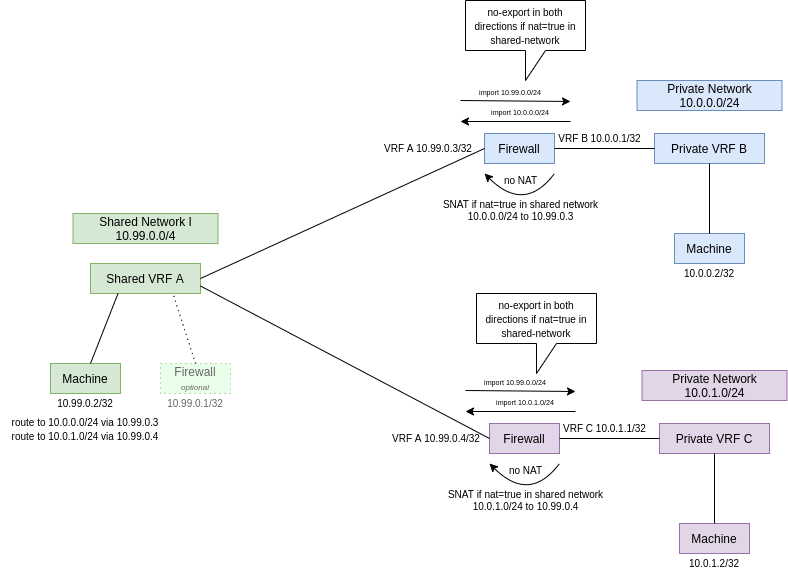 no-export in both
directions if nat=true in
shared-network
import 10.99.0.0/24
import 10.0.0.0/24
Private Network
10.0.0.0/24
VRF A 10.99.0.3/32
Firewall
VRF B 10.0.0.1/32
Private VRF B
no NAT
SNAT if nat=true in shared network
10.0.0.0/24 to 10.99.0.3
Machine
10.0.0.2/32
Shared Network I
10.99.0.0/4
Shared VRF A
Machine
10.99.0.2/32
route to 10.0.0.0/24 via 10.99.0.3
route to 10.0.1.0/24 via 10.99.0.4
Firewall
optional
10.99.0.1/32
no-export in both
directions if nat=true in
shared-network
import 10.99.0.0/24
import 10.0.1.0/24
Private Network
10.0.1.0/24
VRF A 10.99.0.4/32
Firewall
VRF C 10.0.1.1/32
Private VRF C
no NAT
SNAT if nat=true in shared network
10.0.1.0/24 to 10.99.0.4
Machine
10.0.1.2/32